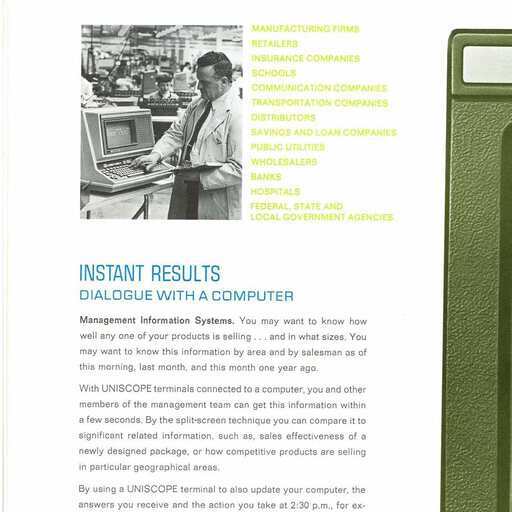 MANUFACTURING FIRMS
RETAILERS
INSURANCE COMPANIES
SCHOOLS
COMMUNICATION COMPANIES
TRANSPORTATION COMPANIES
DISTRIBUTORS
SAVINGS AND LOAN COMPANIES
PUBLIC UTILITIES
WHOLESALERS
BANKS
HOSPITALS
FEDERAL, STATE AND
LOCAL GOVERNMENT AGENCIES
INSTANT RESULTS
DIALOGUE WITH A COMPUTER
Management Information Systems. You may want to know how
well any one of your products is selling . . . and in what sizes. You
may want to know this information by area and by salesman as of
this morning, last month, and this month one year ago.
With UNISCOPE terminals connected to a computer, you and other
members of the management team can get this information within
a few seconds. By the split-screen technique you can compare it to
significant related information, such as, sales effectiveness of a
newly designed package, or how competitive products are selling
in particular geographical areas.
By using a UNISCOPE terminal to also update your computer, the
answers you receive and the action you take at 2:30 p.m., for ex-